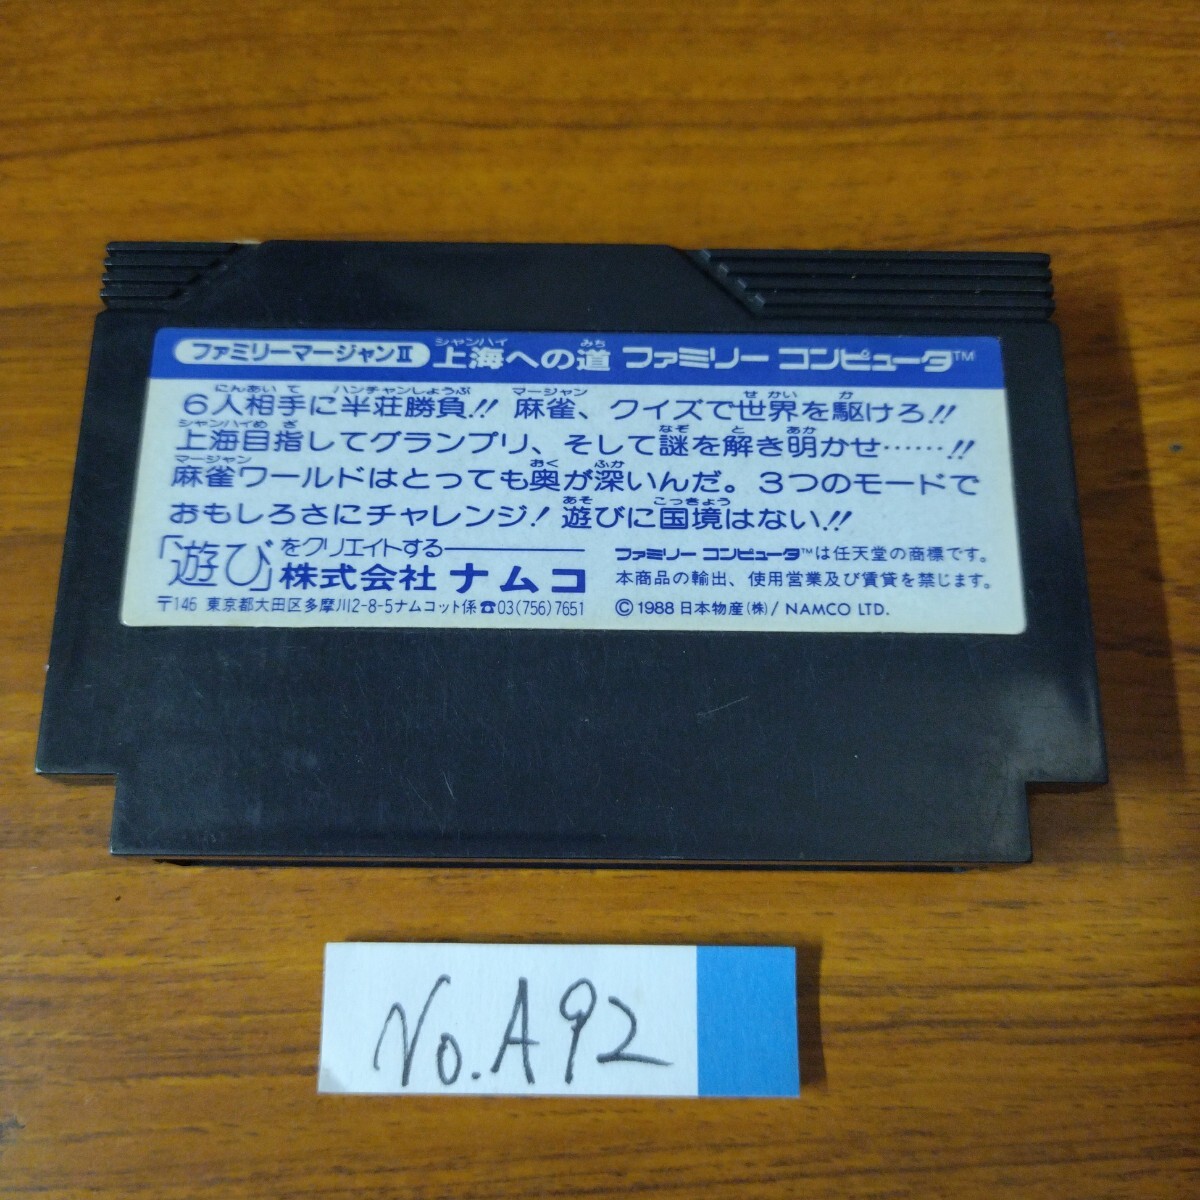 ファミリーマージャンⅡ 上海への道 ファミリー コンピュータ™
シャンハイ みち
にんあいて ハンチャンしょうぶ マージャン せかい か
6人相手に半荘勝負!! 麻雀、クイズで世界を駆けろ!!
シャンハイめざ なぞ と あか
上海目指してグランプリ、そして謎を解き明かせ……!!
マージャン おく ふか
麻雀ワールドはとっても奥が深いんだ。3つのモードで
あそ こっきょう
おもしろさにチャレンジ! 遊びに国境はない!!
「遊び」をクリエイトする――
株式会社 ナムコ
〒146 東京都大田区多摩川2-8-5ナムコット係☎03(756)7651
ファミリー コンピュータ™は任天堂の商標です。
本商品の輸出、使用営業及び賃貸を禁じます。
©1988 日本物産(株)/ NAMCO LTD.
No.A92